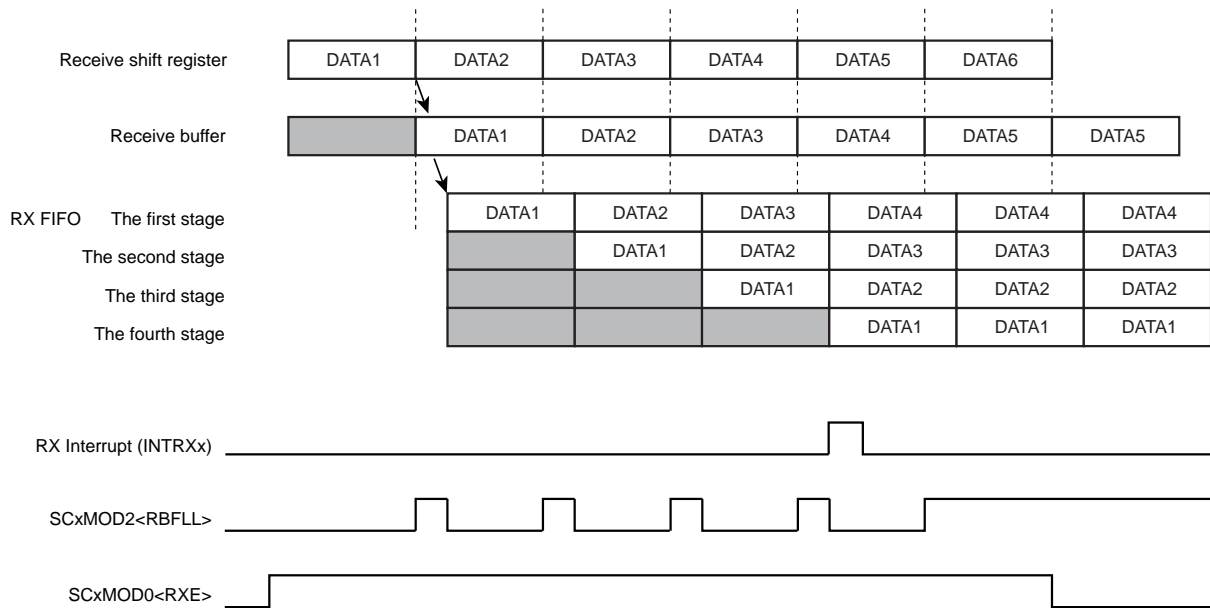 Receive shift register DATA1 DATA2 DATA3 DATA4 DATA5 DATA6
Receive buffer DATA1 DATA2 DATA3 DATA4 DATA5 DATA5
RX FIFO The first stage DATA1 DATA2 DATA3 DATA4 DATA4 DATA4
The second stage DATA1 DATA2 DATA3 DATA3 DATA3
The third stage DATA1 DATA2 DATA2 DATA2
The fourth stage DATA1 DATA1 DATA1
RX Interrupt (INTRXx)
SCxMOD2<RBFLL>
SCxMOD0<RXE>